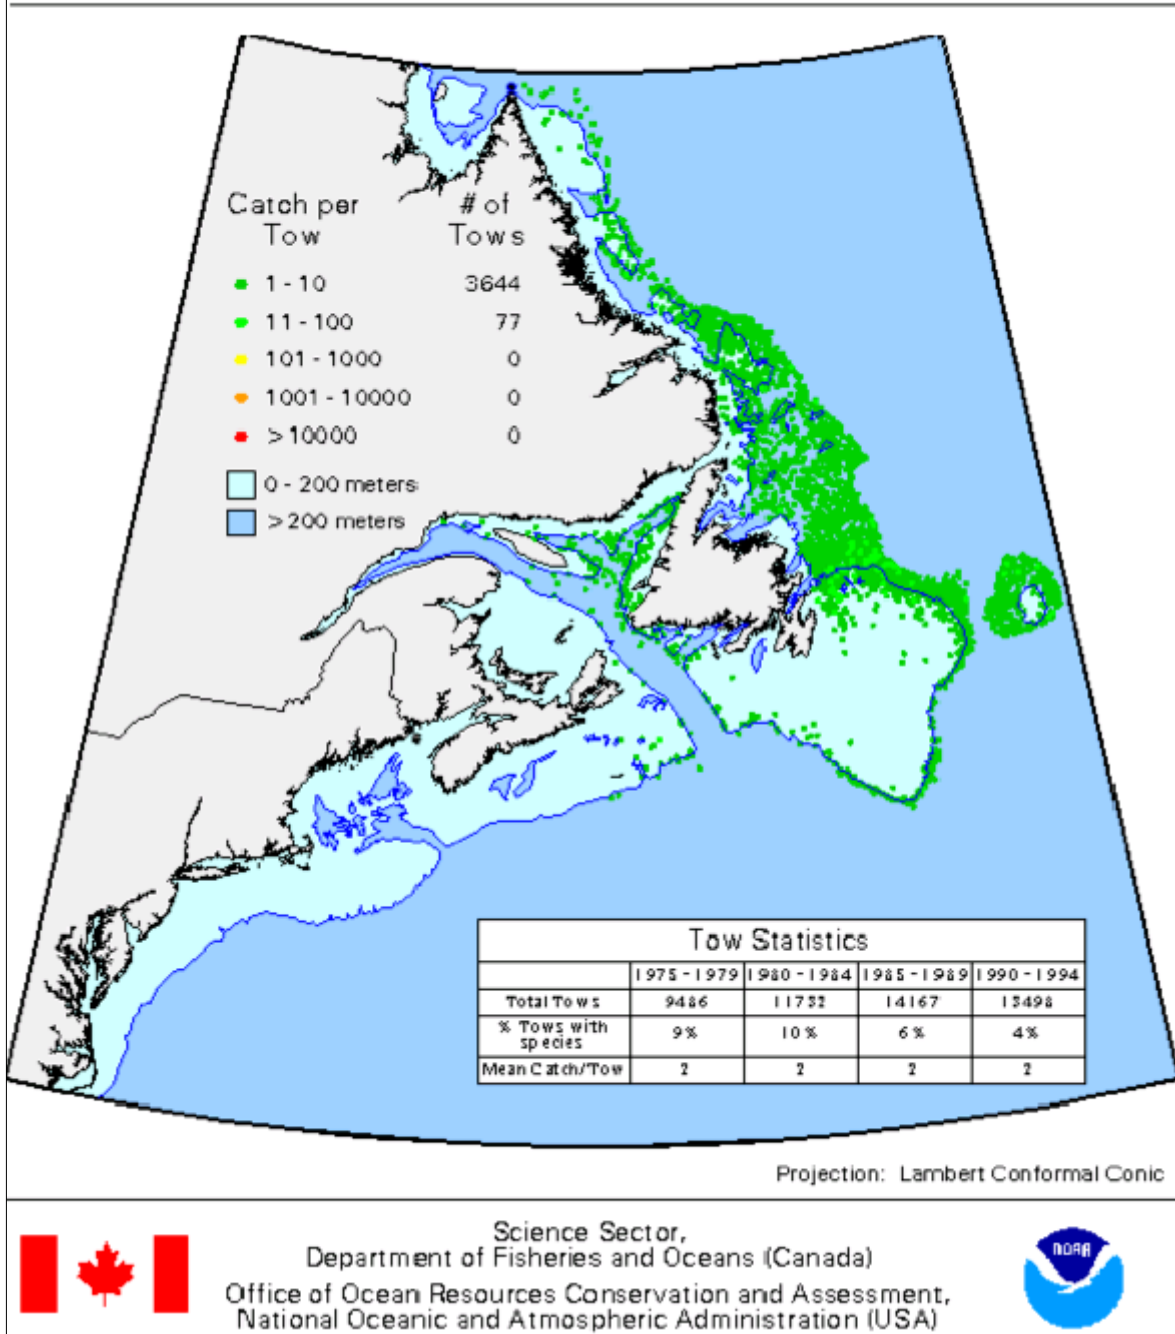 Catch per # of
Tow Tows
1 - 10 3644
11 - 100 77
101 - 1000 0
1001 - 10000 0
>10000 0
0 - 200 meters
>200 meters
Tow Statistics
1975 - 1979 1980 - 1984 1985 - 1989 1990 - 1994
Total Tows 9486 11732 14167 13498
% Tows with
species 9% 10% 6% 4%
Mean Catch/Tow 2 2 2 2
Projection: Lambert Conformal Conic
Science Sector,
Department of Fisheries and Oceans (Canada)
Office of Ocean Resources Conservation and Assessment,
National Oceanic and Atmospheric Administration (USA)
NOAA